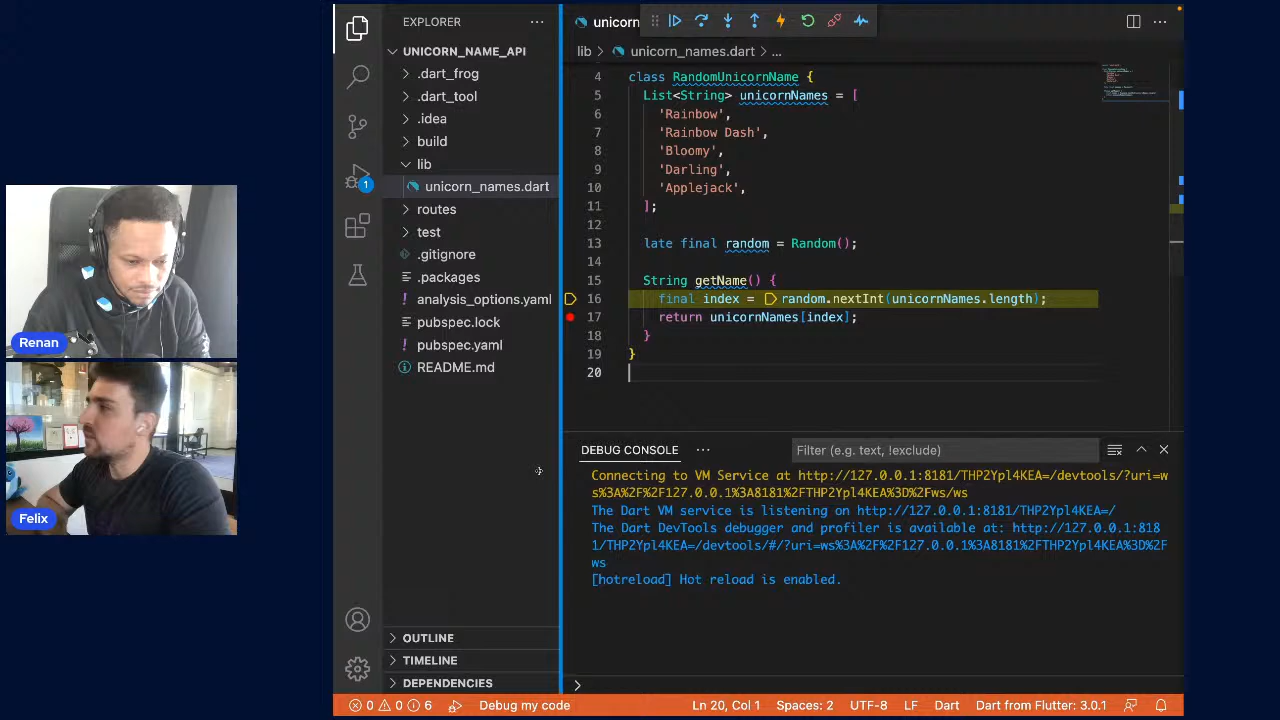 EXPLORER
UNICORN_NAME_API
.dart_frog
.dart_tool
.idea
build
lib
unicorn_names.dart
routes
test
.gitignore
.packages
analysis_options.yaml
pubspec.lock
pubspec.yaml
README.md
OUTLINE
TIMELINE
DEPENDENCIES
1
Renan
Felix
unicorn
lib > unicorn_names.dart > ...
4 class RandomUnicornName {
5 List<String> unicornNames = [
6 'Rainbow',
7 'Rainbow Dash',
8 'Bloomy',
9 'Darling',
10 'Applejack',
11 ];
12
13 late final random = Random();
14
15 String getName() {
16 final index = random.nextInt(unicornNames.length);
17 return unicornNames[index];
18 }
19 }
20
DEBUG CONSOLE
Filter (e.g. text, !exclude)
Connecting to VM Service at http://127.0.0.1:8181/THP2Ypl4KEA=/devtools/?uri=w
s%3A%2F%2F127.0.0.1%3A8181%2FTHP2Ypl4KEA%3D%2Fws/ws
The Dart VM service is listening on http://127.0.0.1:8181/THP2Ypl4KEA=/
The Dart DevTools debugger and profiler is available at: http://127.0.0.1:818
1/THP2Ypl4KEA=/devtools/#/?uri=ws%3A%2F%2F127.0.0.1%3A8181%2FTHP2Ypl4KEA%3D%2F
ws
[hotreload] Hot reload is enabled.
>
0 0 6 Debug my code Ln 20, Col 1 Spaces: 2 UTF-8 LF Dart Dart from Flutter: 3.0.1